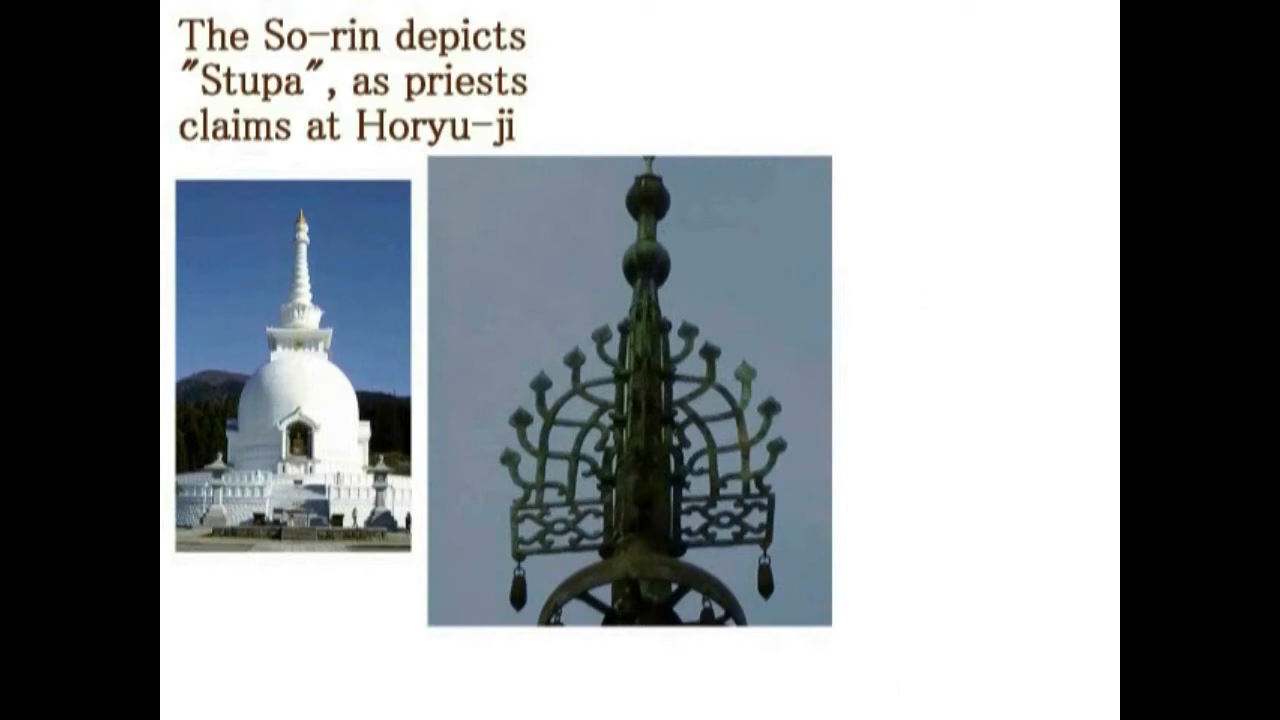 The So-rin depicts
"Stupa", as priests
claims at Horyu-ji